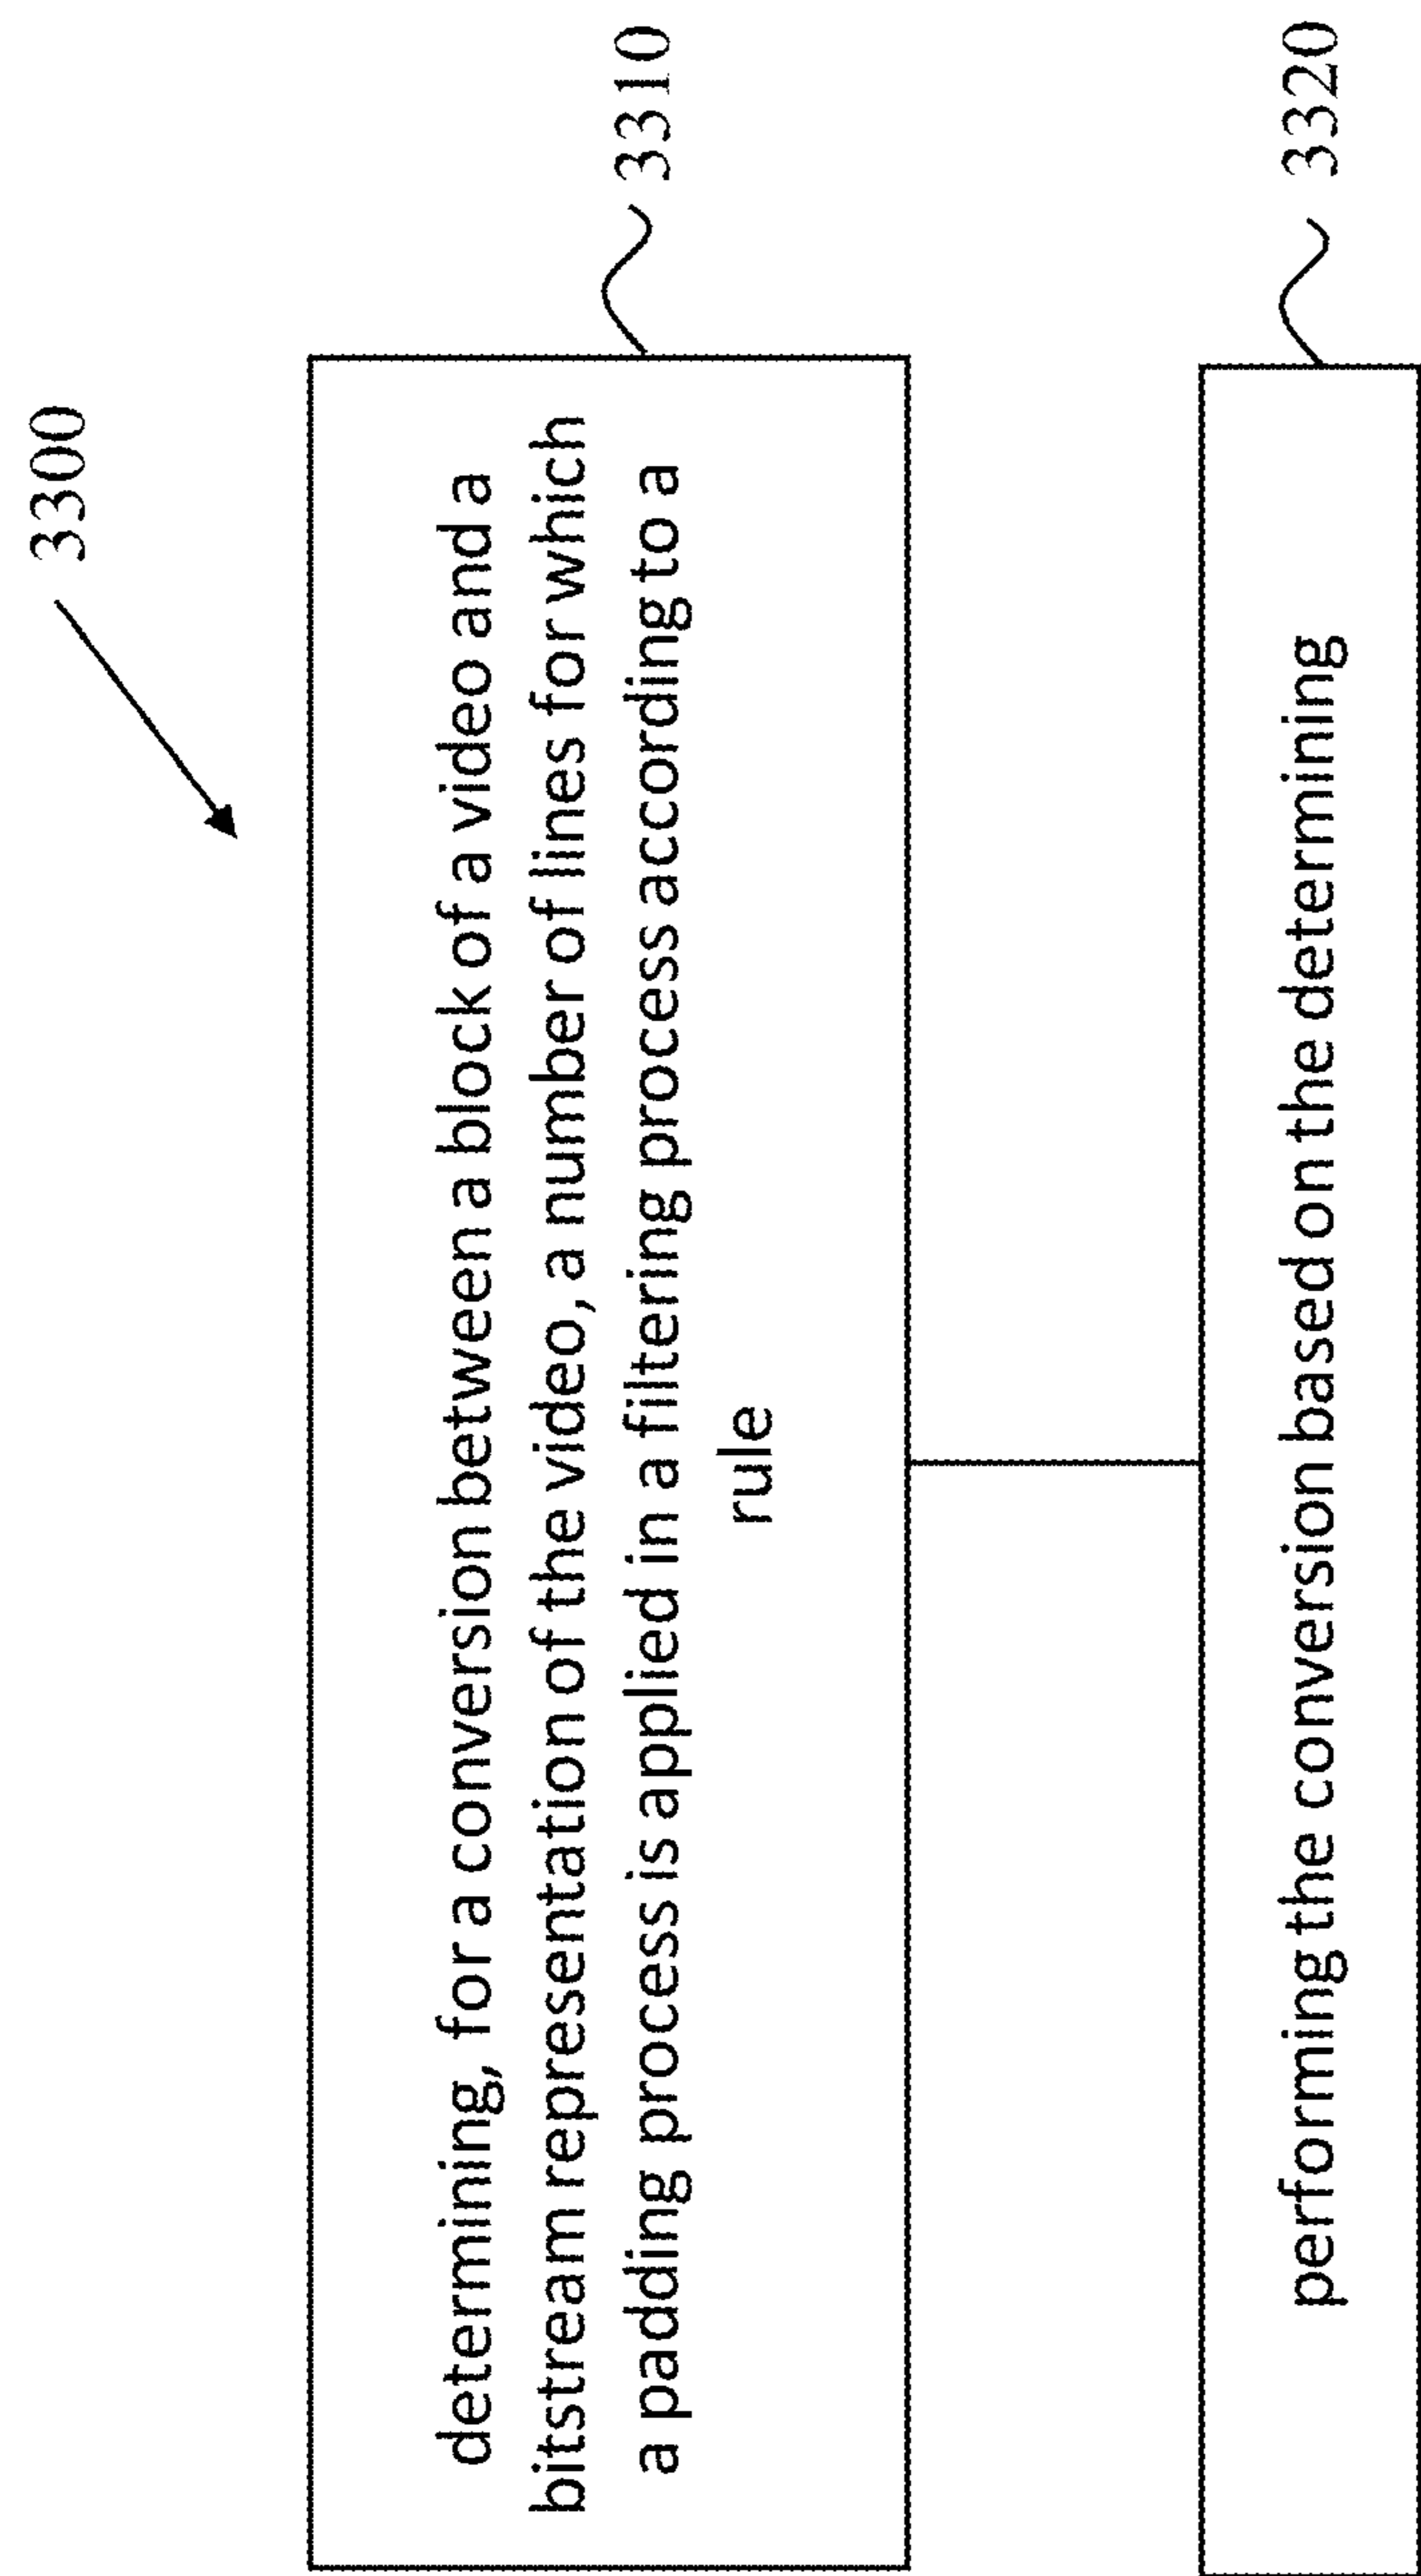 3300
determining, for a conversion between a block of a video and a
bitstream representation of the video, a number of lines for which
a padding process is applied in a filtering process according to a
rule
3310
performing the conversion based on the determining
3320